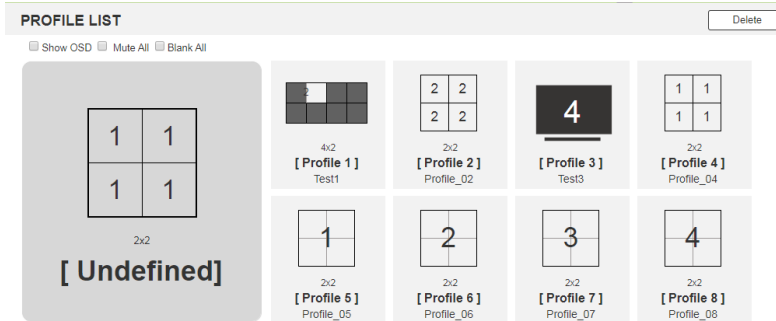 PROFILE LIST
Delete
Show OSD Mute All Blank All
1 1
1 1
2x2
[ Undefined]
2
4x2
[ Profile 1 ]
Test1
2 2
2 2
2x2
[ Profile 2 ]
Profile_02
4
[ Profile 3 ]
Test3
1 1
1 1
2x2
[ Profile 4 ]
Profile_04
1
2x2
[ Profile 5 ]
Profile_05
2
2x2
[ Profile 6 ]
Profile_06
3
2x2
[ Profile 7 ]
Profile_07
4
2x2
[ Profile 8 ]
Profile_08